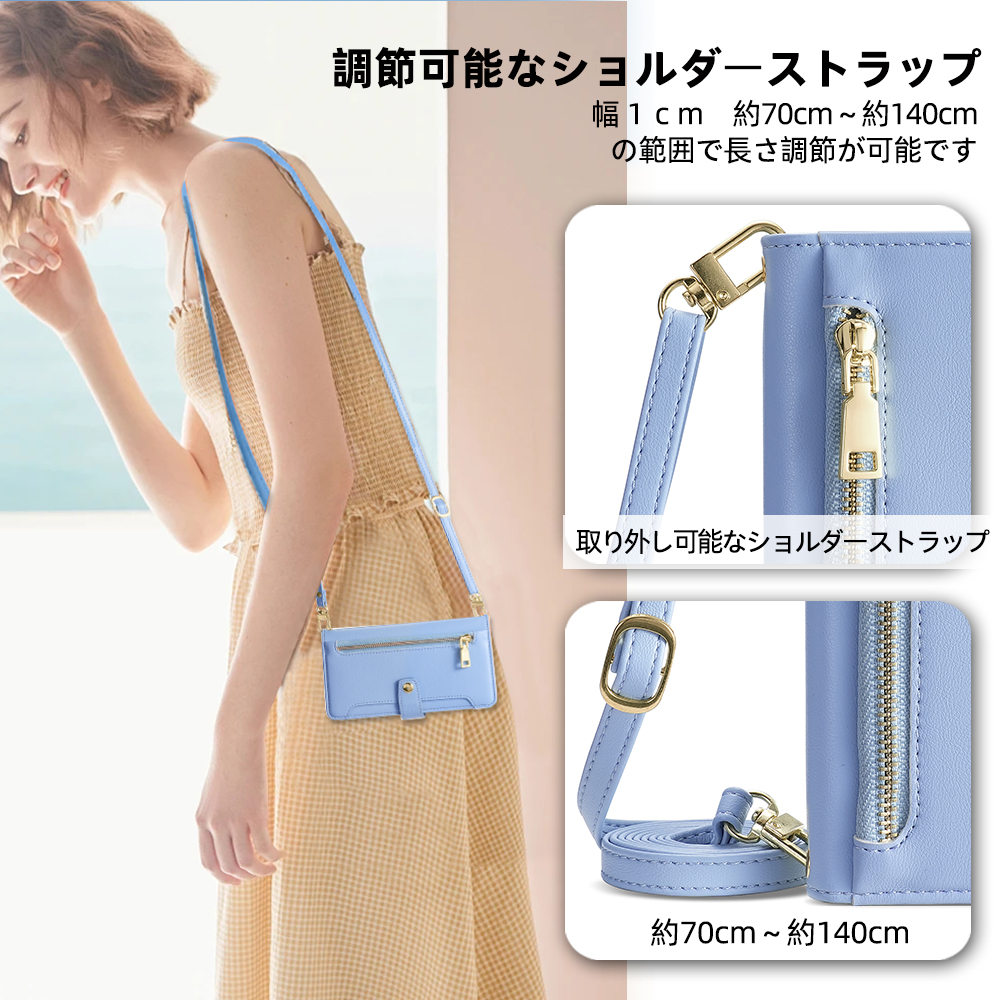 調節可能なショルダーストラップ
幅１ｃｍ　約70cm ~ 約140cm
の範囲で長さ調節が可能です
取り外し可能なショルダーストラップ
約70cm ~ 約140cm